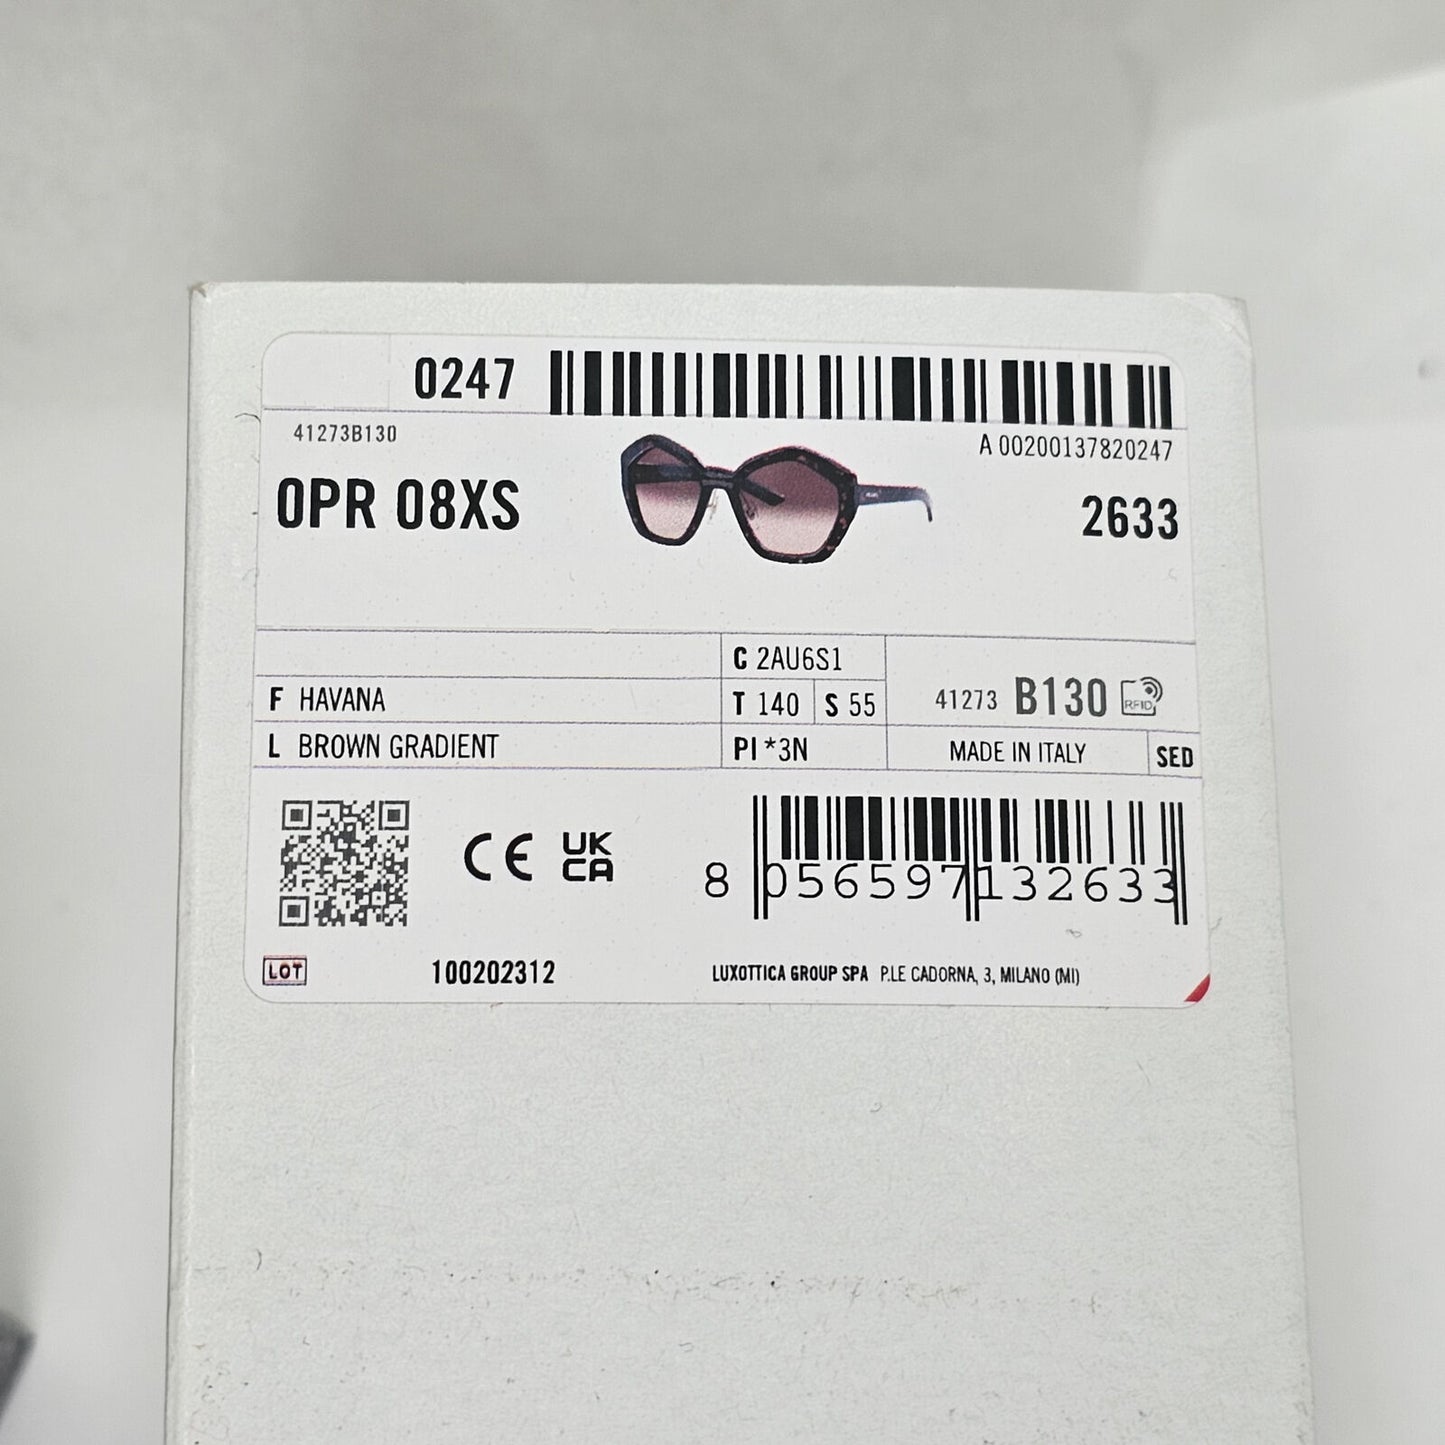 0247
41273B130
A 00200137820247
0PR 08XS
2633
C 2AU6S1
F HAVANA
T 140 S 55
41273 B130 RFID
L BROWN GRADIENT
PI *3N
MADE IN ITALY
SED
CE UK
CA
8 056597 132633
LOT
100202312
LUXOTTICA GROUP SPA P.LE CADORNA, 3, MILANO (MI)